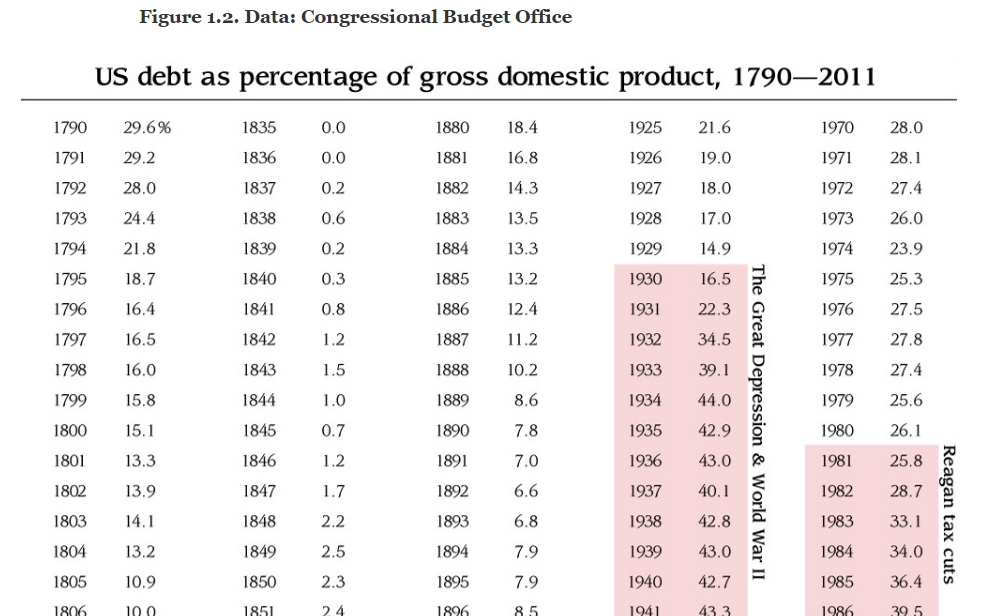 Figure 1.2. Data: Congressional Budget Office
US debt as percentage of gross domestic product, 1790—2011
1790 29.6% 1835 0.0 1880 18.4 1925 21.6 1970 28.0
1791 29.2 1836 0.0 1881 16.8 1926 19.0 1971 28.1
1792 28.0 1837 0.2 1882 14.3 1927 18.0 1972 27.4
1793 24.4 1838 0.6 1883 13.5 1928 17.0 1973 26.0
1794 21.8 1839 0.2 1884 13.3 1929 14.9 1974 23.9
1795 18.7 1840 0.3 1885 13.2 1930 16.5 1975 25.3
1796 16.4 1841 0.8 1886 12.4 1931 22.3 1976 27.5
1797 16.5 1842 1.2 1887 11.2 1932 34.5 1977 27.8
1798 16.0 1843 1.5 1888 10.2 1933 39.1 1978 27.4
1799 15.8 1844 1.0 1889 8.6 1934 44.0 1979 25.6
1800 15.1 1845 0.7 1890 7.8 1935 42.9 1980 26.1
1801 13.3 1846 1.2 1891 7.0 1936 43.0 1981 25.8
1802 13.9 1847 1.7 1892 6.6 1937 40.1 1982 28.7
1803 14.1 1848 2.2 1893 6.8 1938 42.8 1983 33.1
1804 13.2 1849 2.5 1894 7.9 1939 43.0 1984 34.0
1805 10.9 1850 2.3 1895 7.9 1940 42.7 1985 36.4
1806 10.0 1851 2.4 1896 8.5 1941 43.3 1986 39.5
The Great Depression & World War II
Reagan tax cuts